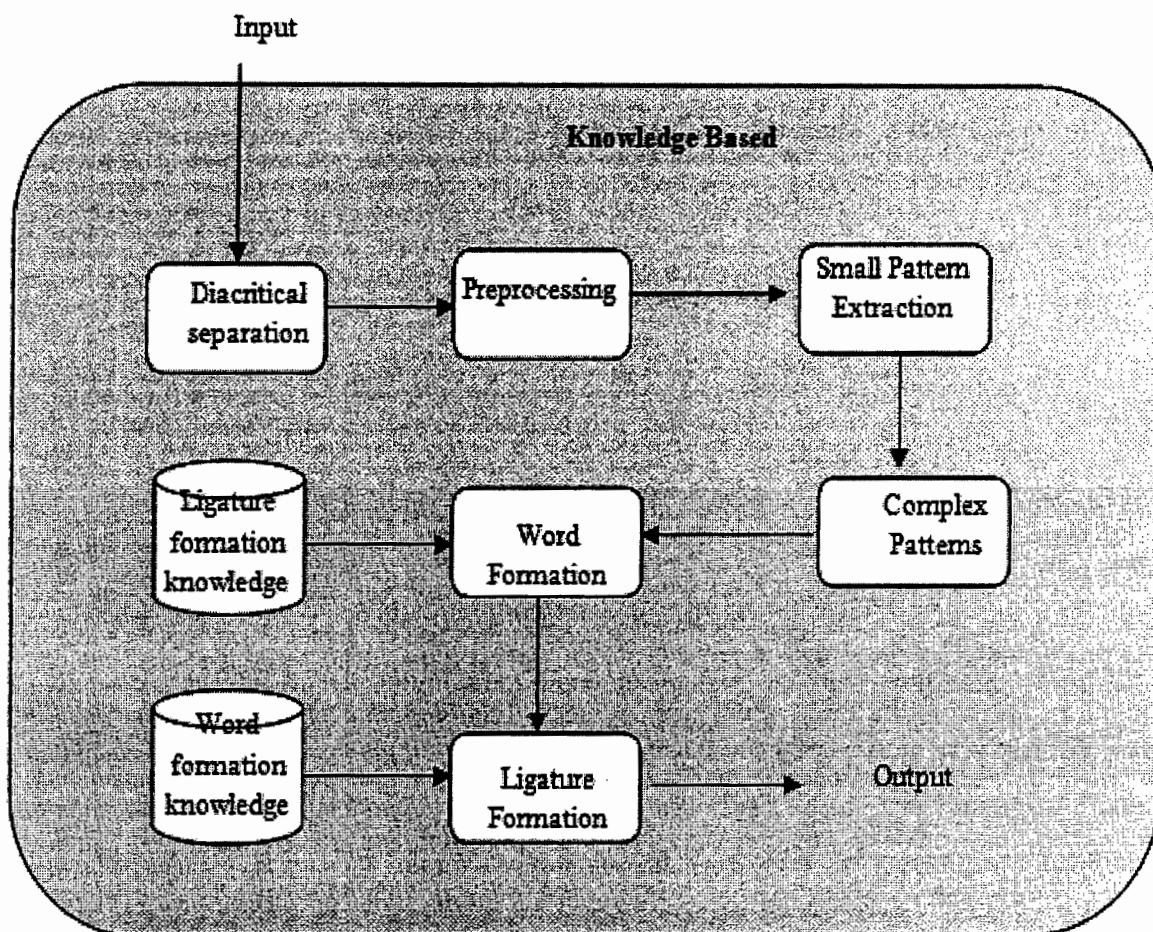 Input
Knowledge Based
Diacritical
separation
Preprocessing
Small Pattern
Extraction
Ligature
formation
knowledge
Word
Formation
Complex
Patterns
Word
formation
knowledge
Ligature
Formation
Output